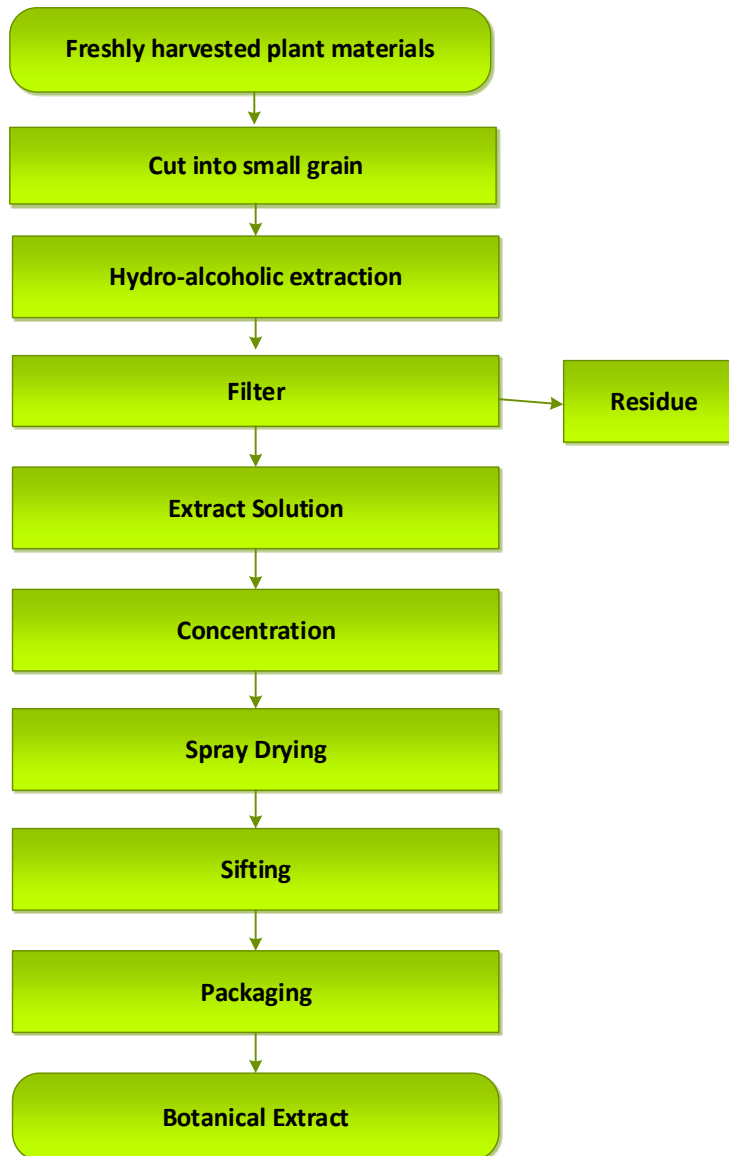 Freshly harvested plant materials
Cut into small grain
Hydro-alcoholic extraction
Filter
Residue
Extract Solution
Concentration
Spray Drying
Sifting
Packaging
Botanical Extract